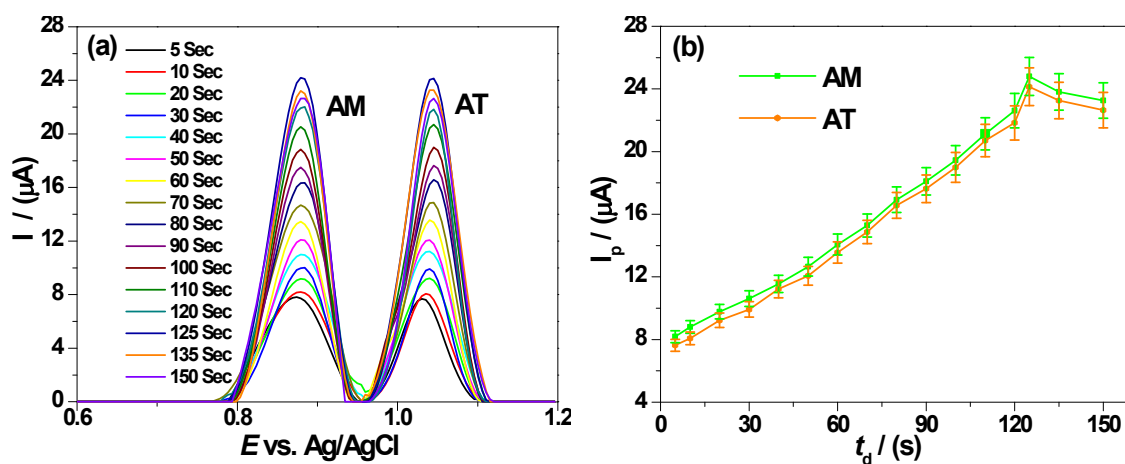 (a)
5 Sec
10 Sec
20 Sec
30 Sec
40 Sec
50 Sec
60 Sec
70 Sec
80 Sec
90 Sec
100 Sec
110 Sec
120 Sec
125 Sec
135 Sec
150 Sec
AM
AT
28
24
20
16
12
8
4
0
I / (µA)
0.6
0.8
1.0
1.2
E vs. Ag/AgCl
(b)
AM
AT
28
24
20
16
12
8
4
Ip / (µA)
0
30
60
90
120
150
td / (s)